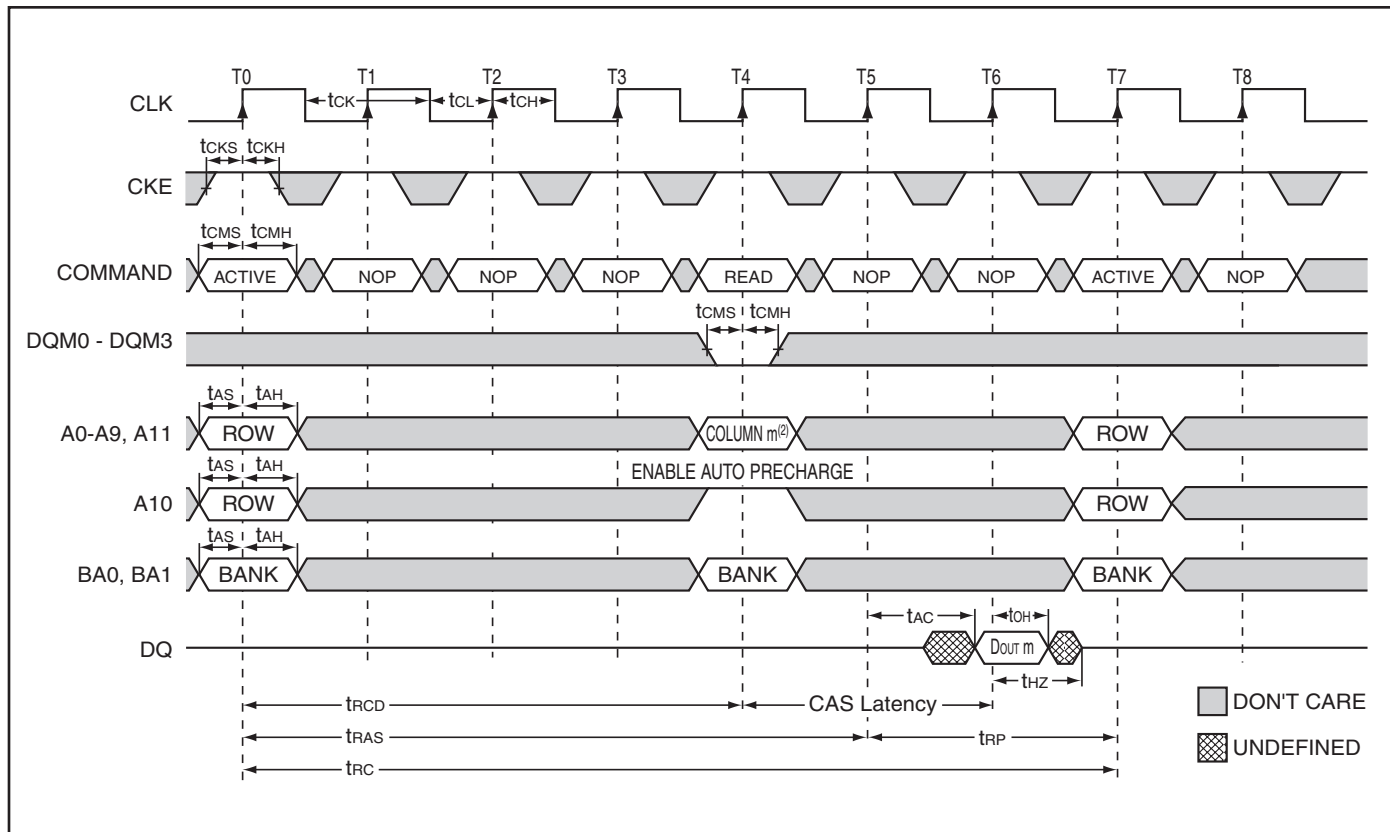 T0 T1 T2 T3 T4 T5 T6 T7 T8
CLK tCK tCL tCH
tCKS tCKH
CKE
tCMS tCMH
COMMAND ACTIVE NOP NOP NOP READ NOP NOP ACTIVE NOP
tCMS tCMH
DQM0 - DQM3
tAS tAH
A0-A9, A11 ROW COLUMN m(2) ROW
tAS tAH ENABLE AUTO PRECHARGE
A10 ROW ROW
tAS tAH
BA0, BA1 BANK BANK BANK
tAC tOH
DQ DOUT m
tHZ
tRCD CAS Latency
DON'T CARE
tRAS tRP
UNDEFINED
tRC